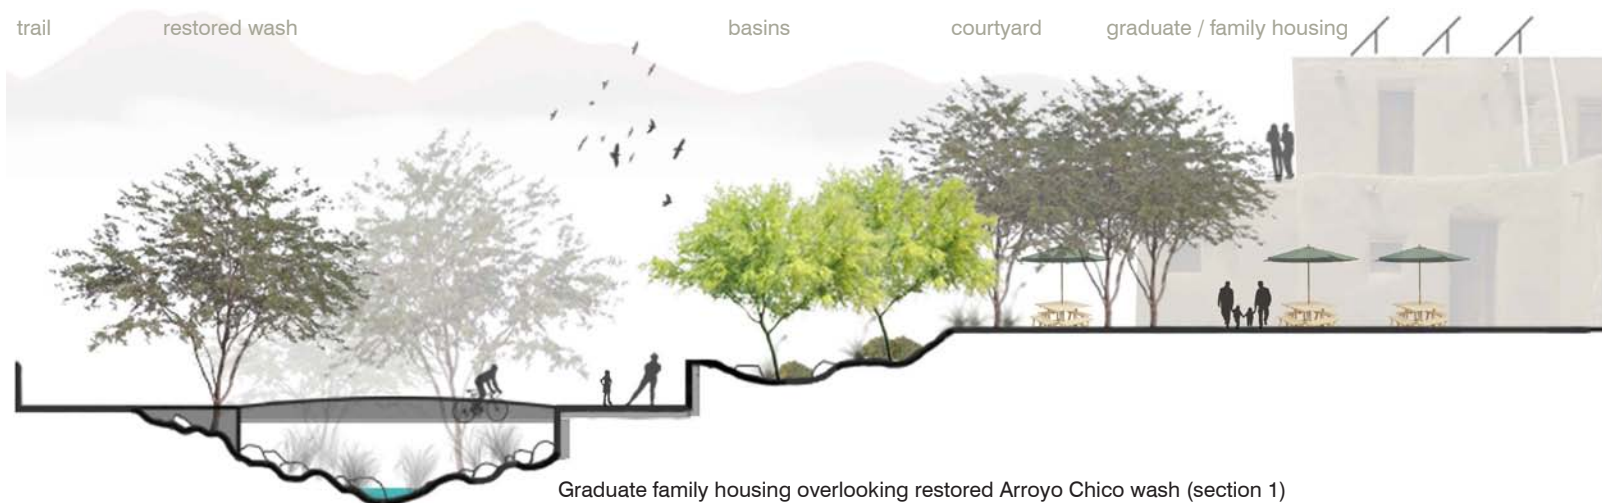 trail restored wash basins courtyard graduate / family housing
Graduate family housing overlooking restored Arroyo Chico wash (section 1)